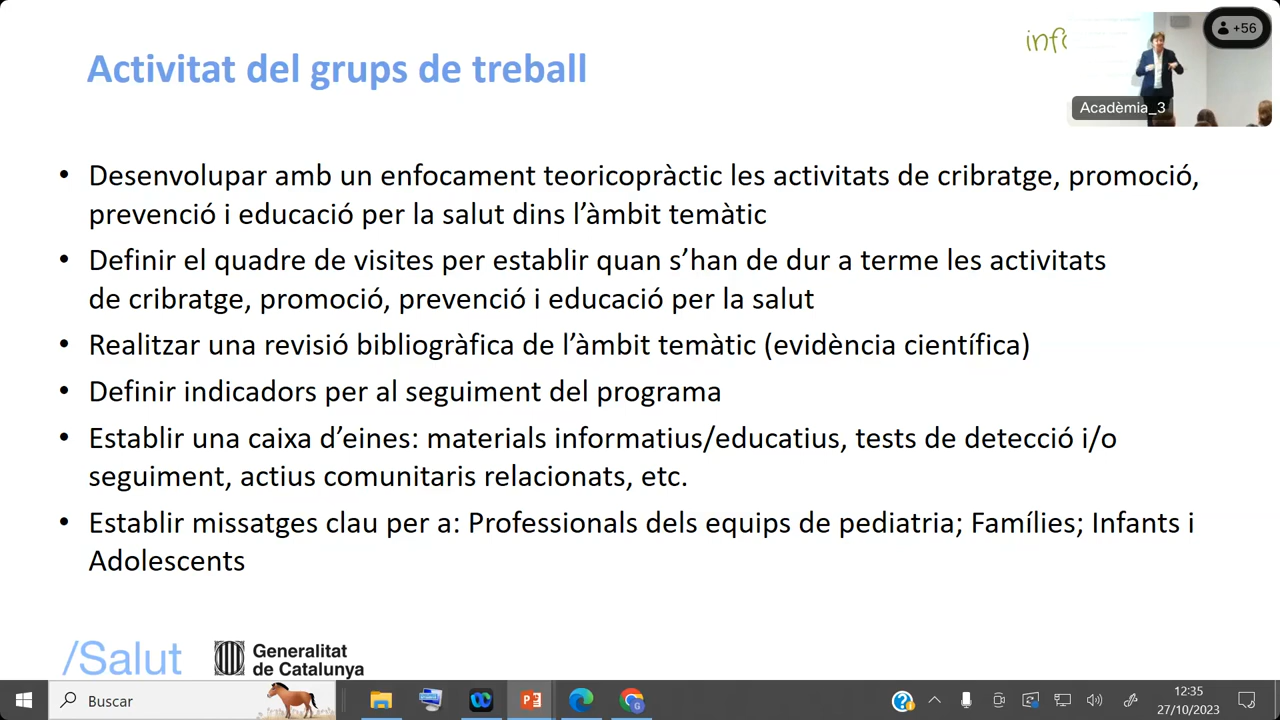 Activitat del grups de treball
+56
Acadèmia_3
• Desenvolupar amb un enfocament teoricopràctic les activitats de cribratge, promoció,
prevenció i educació per la salut dins l’àmbit temàtic
• Definir el quadre de visites per establir quan s’han de dur a terme les activitats
de cribratge, promoció, prevenció i educació per la salut
• Realitzar una revisió bibliogràfica de l’àmbit temàtic (evidència científica)
• Definir indicadors per al seguiment del programa
• Establir una caixa d’eines: materials informatius/educatius, tests de detecció i/o
seguiment, actius comunitaris relacionats, etc.
• Establir missatges clau per a: Professionals dels equips de pediatria; Famílies; Infants i
Adolescents
/Salut
Generalitat
de Catalunya
Buscar
12:35
27/10/2023